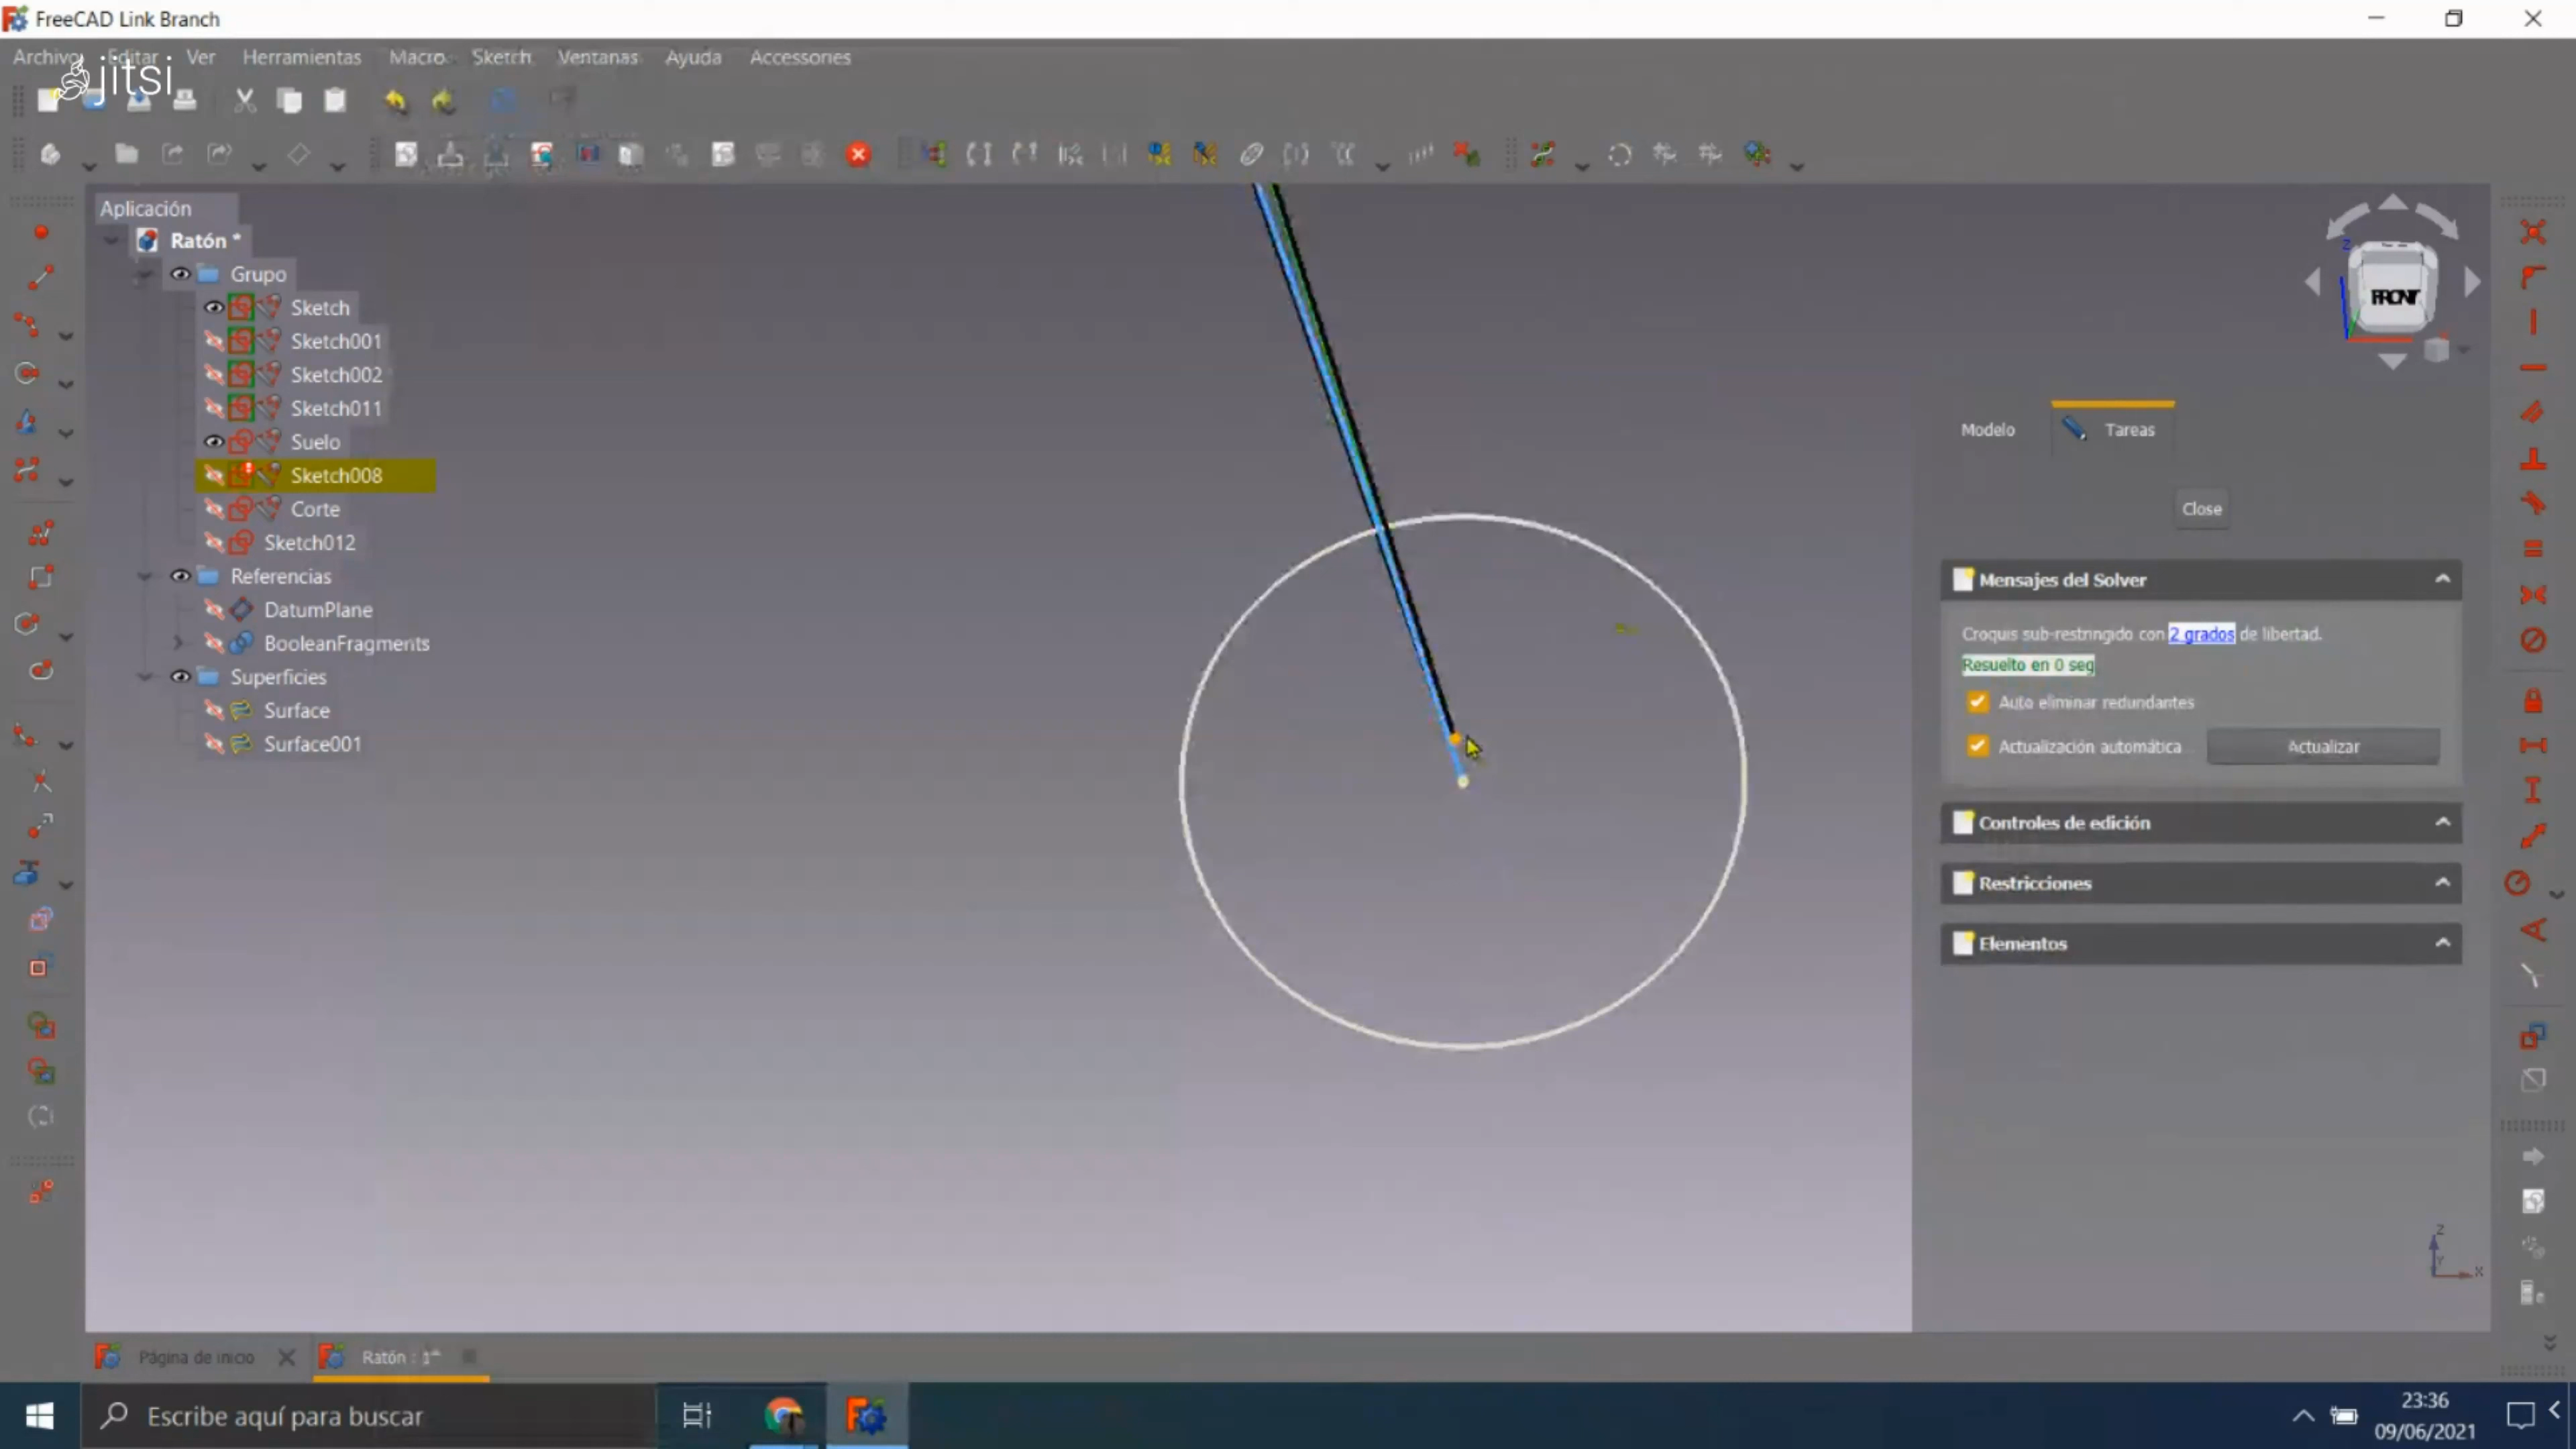 FreeCAD Link Branch
Archivo Editar Ver Herramientas Macro Sketch Ventanas Ayuda Accessories
jitsi
Aplicación
Ratón *
Grupo
Sketch
Sketch001
Sketch002
Sketch011
Suelo
Sketch008
Corte
Sketch012
Referencias
DatumPlane
BooleanFragments
Superficies
Surface
Surface001
Z
FRONT
Modelo Tareas
Close
Mensajes del Solver
Croquis sub-restringido con 2 grados de libertad.
Resuelto en 0 seg
Auto eliminar redundantes
Actualización automática Actualizar
Controles de edición
Restricciones
Elementos
Z
Y
X
Página de inicio Ratón : 1*
Escribe aquí para buscar
23:36
09/06/2021